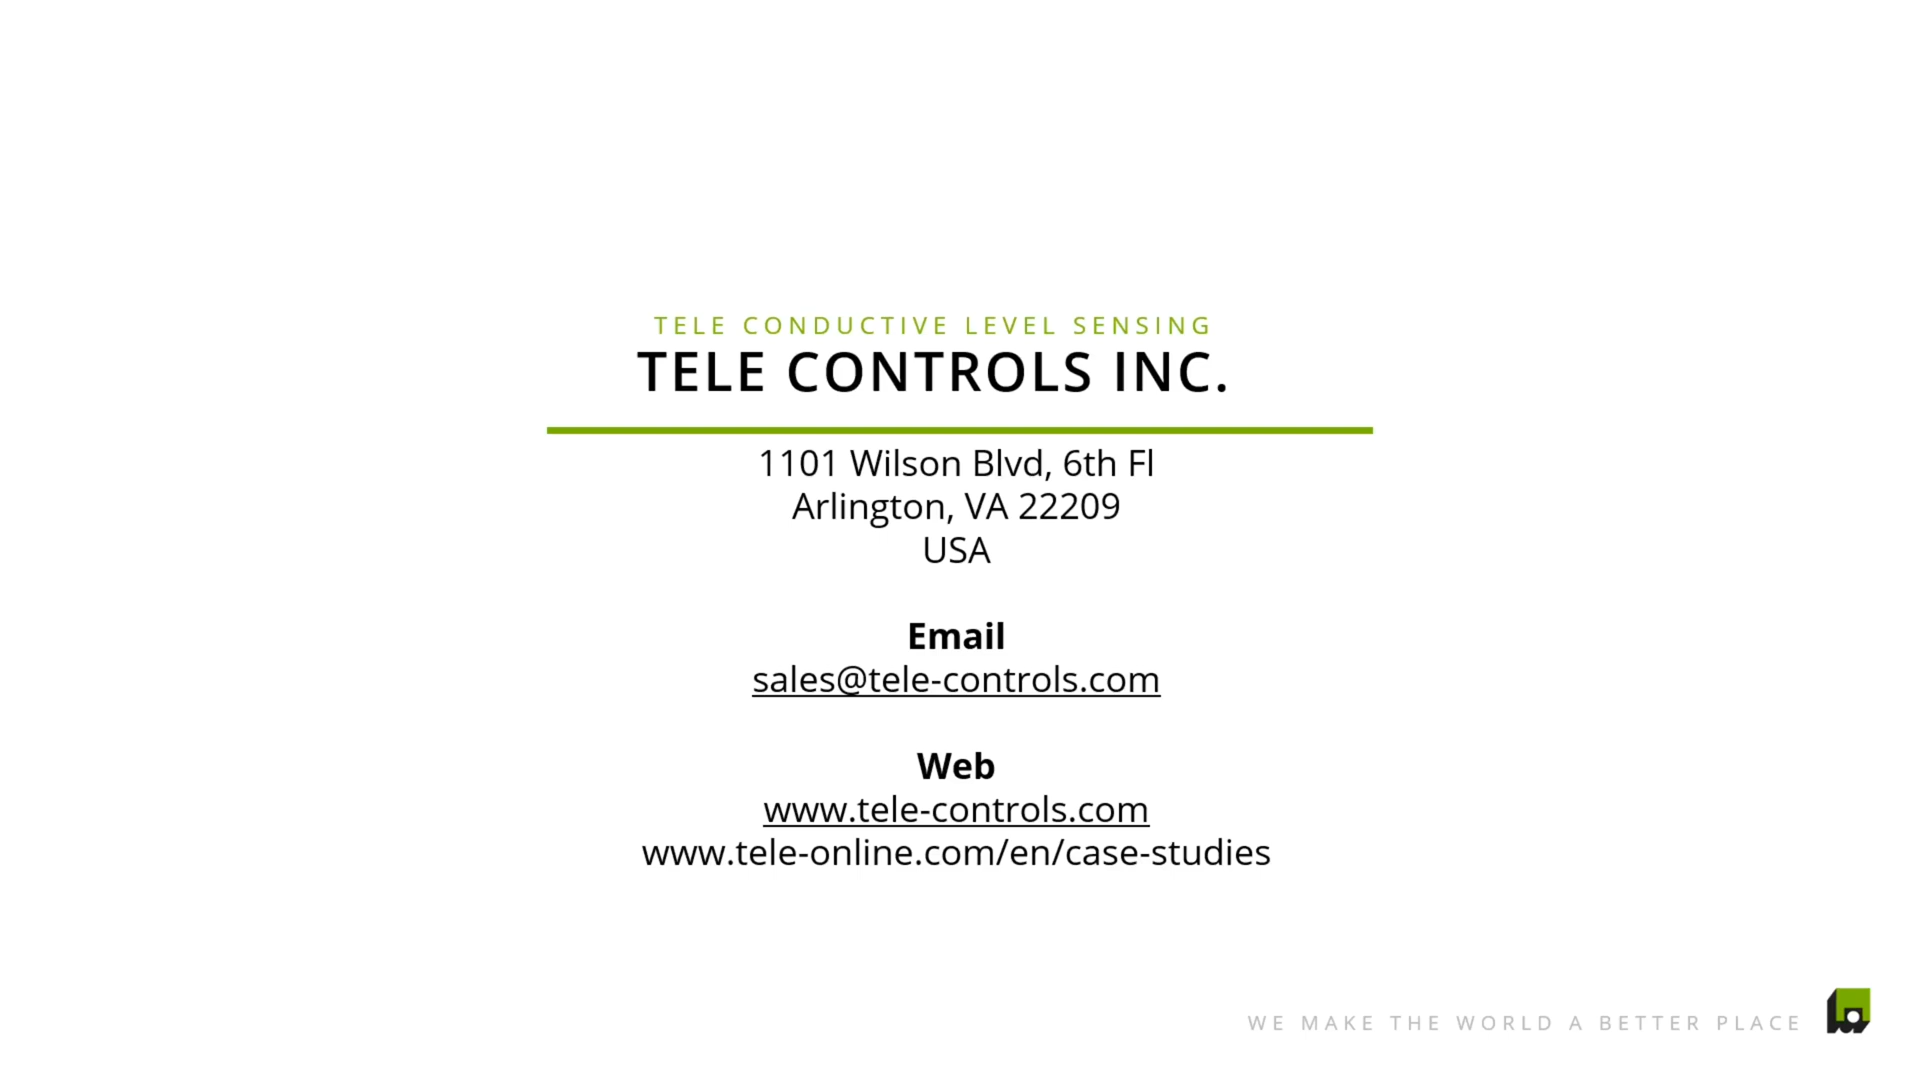 TELE CONDUCTIVE LEVEL SENSING
TELE CONTROLS INC.
1101 Wilson Blvd, 6th Fl
Arlington, VA 22209
USA
Email
sales@tele-controls.com
Web
www.tele-controls.com
www.tele-online.com/en/case-studies
WE MAKE THE WORLD A BETTER PLACE